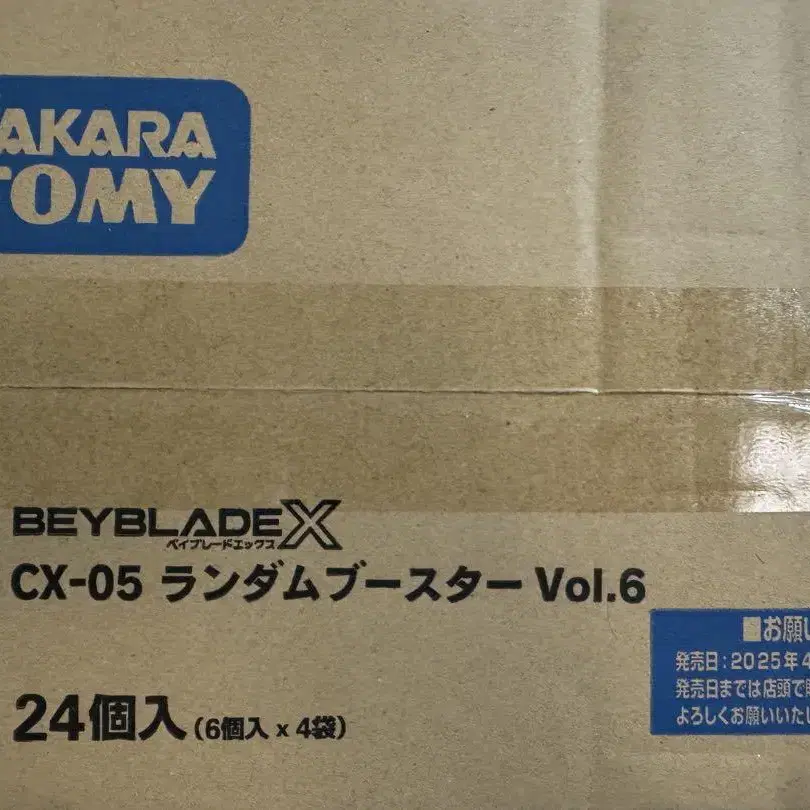 AKARA
TOMY
BEYBLADE X
ベイブレードエックス
CX-05 ランダムブースター Vol.6
24個入(6個入 x 4袋)
■お願い
発売日:2025年4
発売日までは店頭で
よろしくお願いいたし